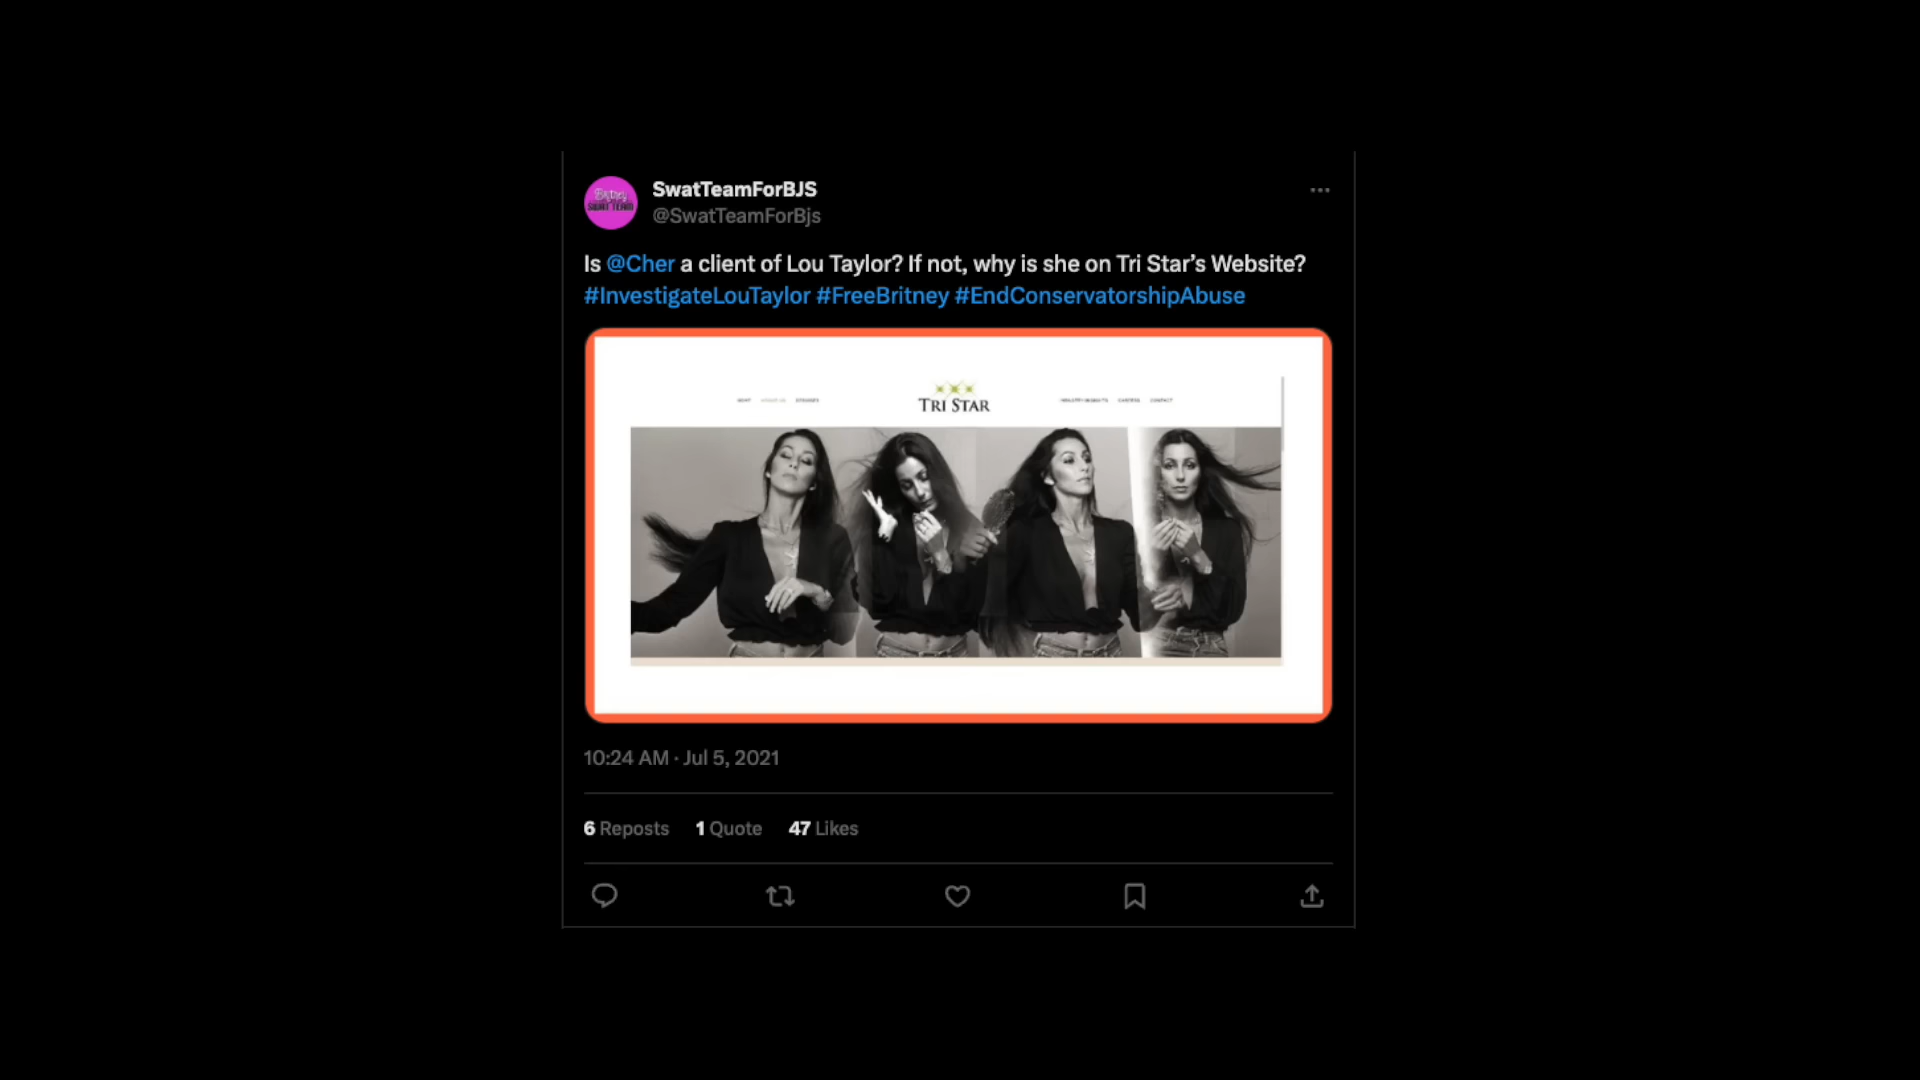 SwatTeamForBJS
@SwatTeamForBjs
Is @Cher a client of Lou Taylor? If not, why is she on Tri Star’s Website?
#InvestigateLouTaylor #FreeBritney #EndConservatorshipAbuse
TRI STAR
10:24 AM · Jul 5, 2021
6 Reposts 1 Quote 47 Likes